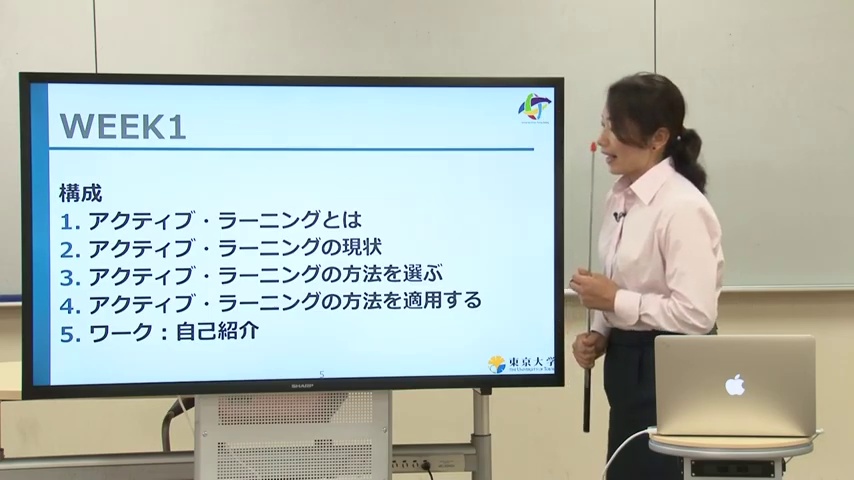 WEEK1
構成
1. アクティブ・ラーニングとは
2. アクティブ・ラーニングの現状
3. アクティブ・ラーニングの方法を選ぶ
4. アクティブ・ラーニングの方法を適用する
5. ワーク：自己紹介
5
東京大学
SHARP